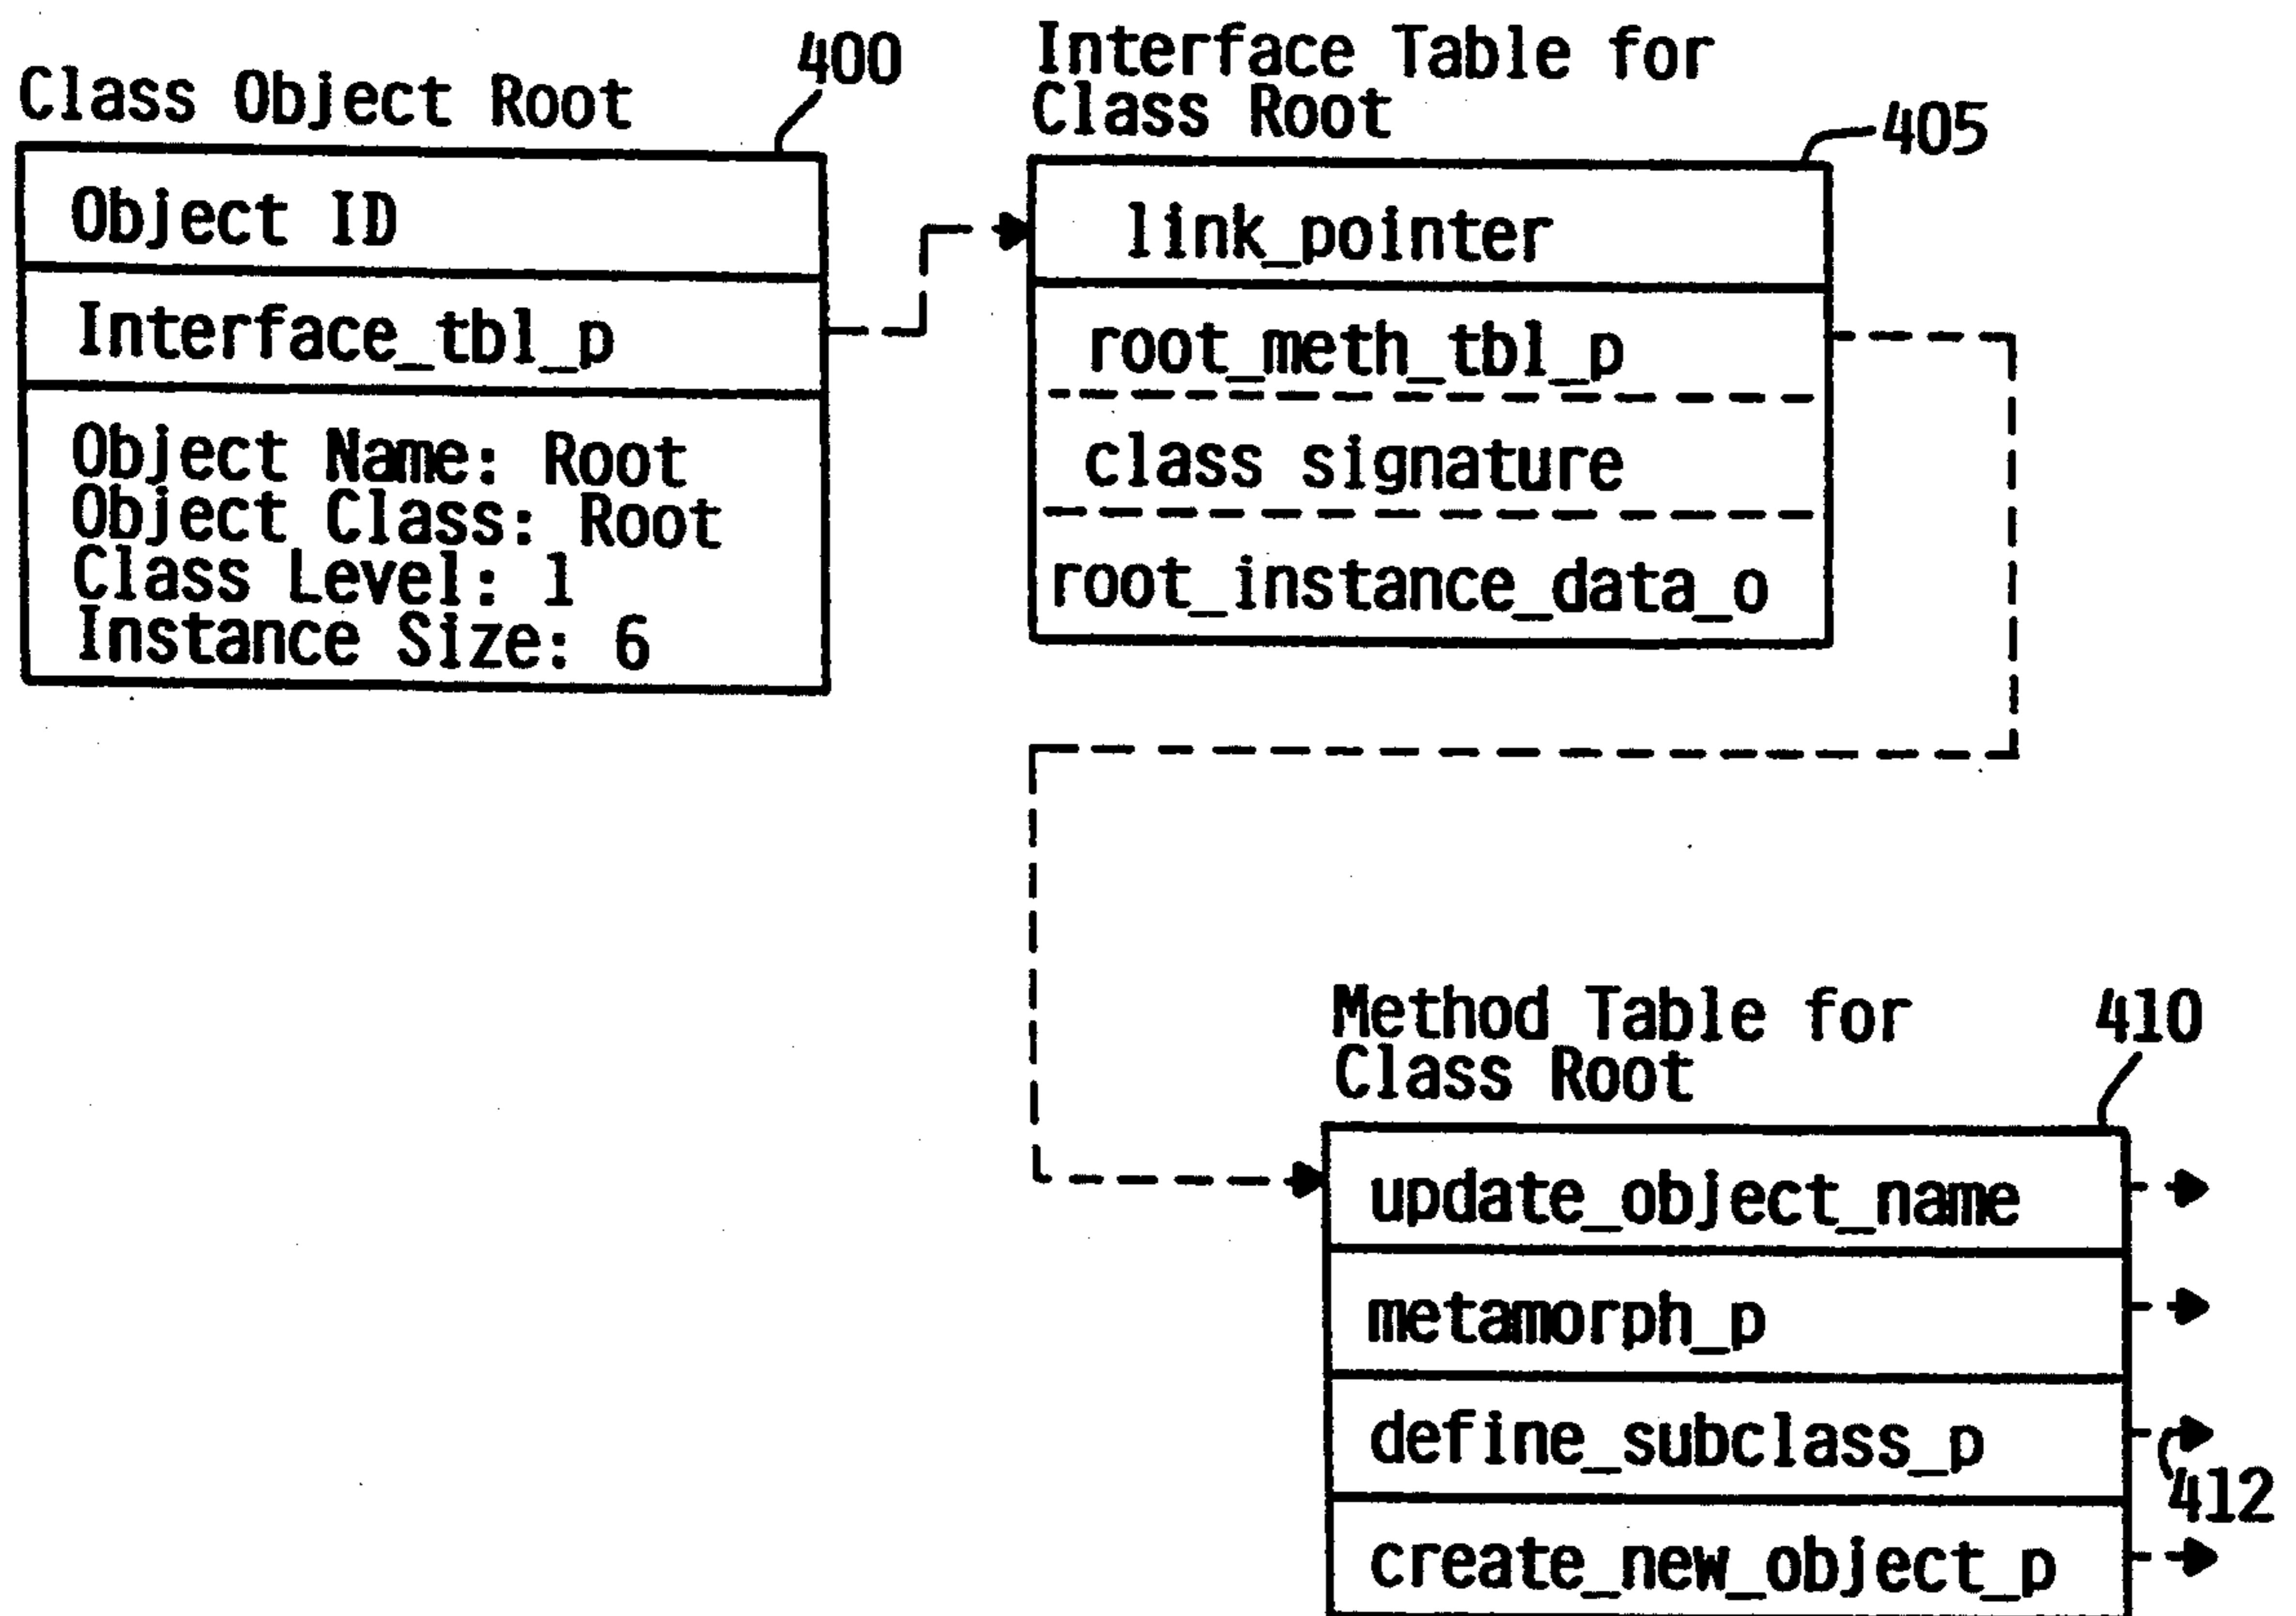 Class Object Root
400
Object ID
Interface_tbl_p
Object Name: Root
Object Class: Root
Class Level: 1
Instance Size: 6
Interface Table for
Class Root
405
link_pointer
root_meth_tbl_p
class signature
root_instance_data_o
Method Table for
Class Root
410
update_object_name
metamorph_p
define_subclass_p
412
create_new_object_p